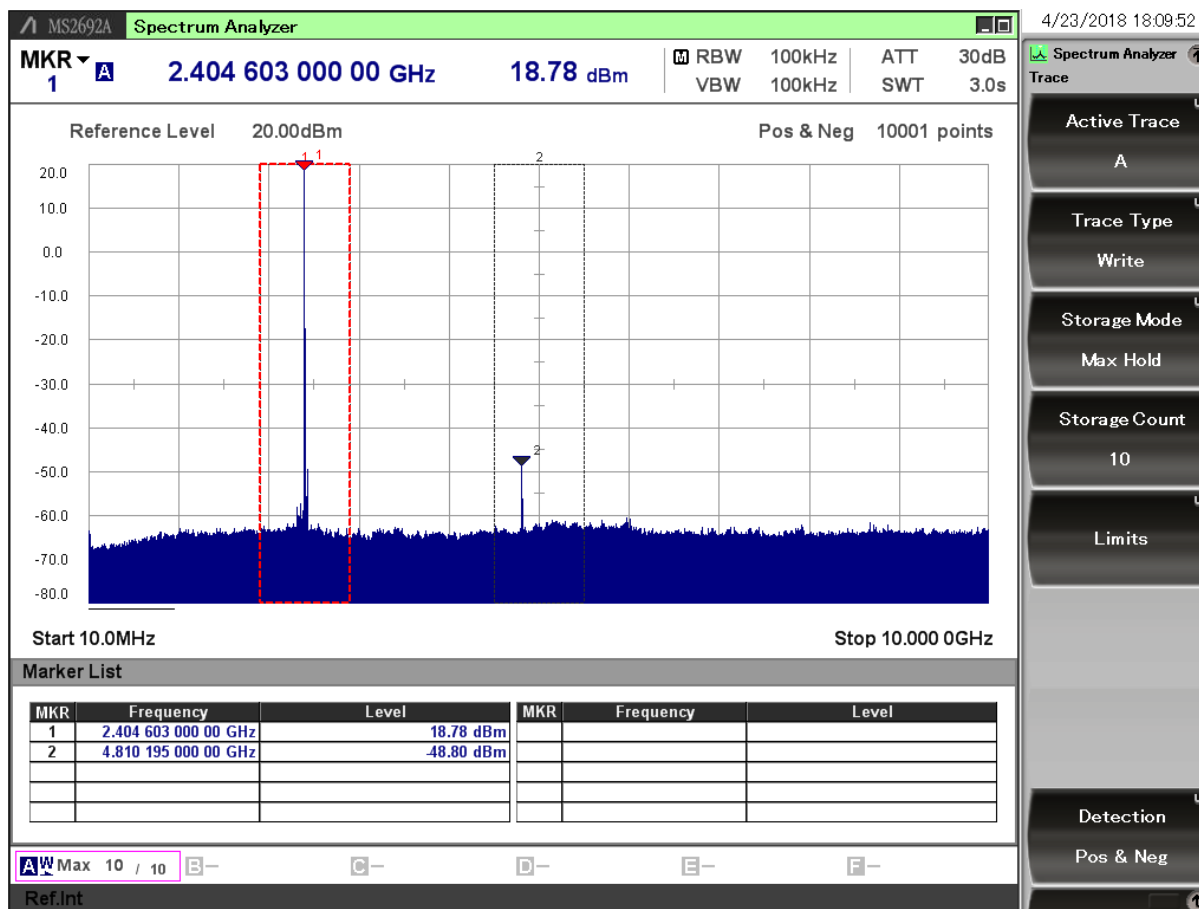 MS2692A Spectrum Analyzer
4/23/2018 18:09:52
MKR A 2.404 603 000 00 GHz 18.78 dBm
1
M RBW 100kHz ATT 30dB
VBW 100kHz SWT 3.0s
Reference Level 20.00dBm Pos & Neg 10001 points
1 1 2
20.0
10.0
0.0
-10.0
-20.0
-30.0
-40.0
-50.0
-60.0
-70.0
-80.0
2
Start 10.0MHz Stop 10.000 0GHz
Marker List
MKR Frequency Level MKR Frequency Level
1 2.404 603 000 00 GHz 18.78 dBm
2 4.810 195 000 00 GHz -48.80 dBm
A W Max 10 / 10 B- C- D- E- F-
Ref.Int
Spectrum Analyzer
Trace
Active Trace
A
Trace Type
Write
Storage Mode
Max Hold
Storage Count
10
Limits
Detection
Pos & Neg